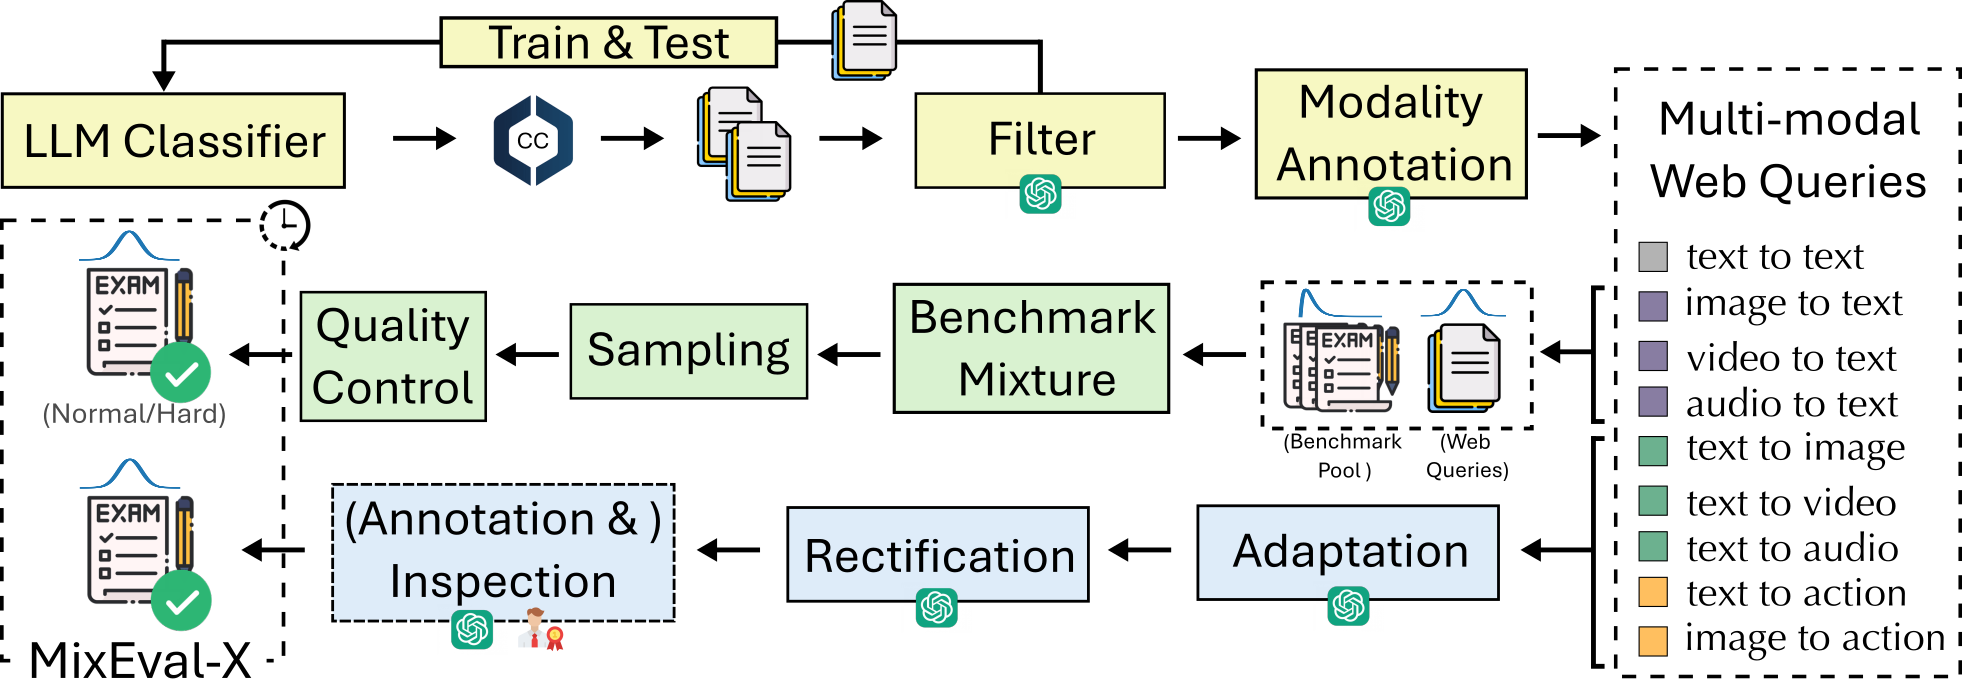 Train & Test
LLM Classifier
CC
Filter
Modality
Annotation
Multi-modal
Web Queries
text to text
image to text
video to text
audio to text
text to image
text to video
text to audio
text to action
image to action
EXAM
(Normal/Hard)
Quality
Control
Sampling
Benchmark
Mixture
EXAM
(Benchmark
Pool )
(Web
Queries)
EXAM
(Annotation & )
Inspection
Rectification
Adaptation
MixEval-X